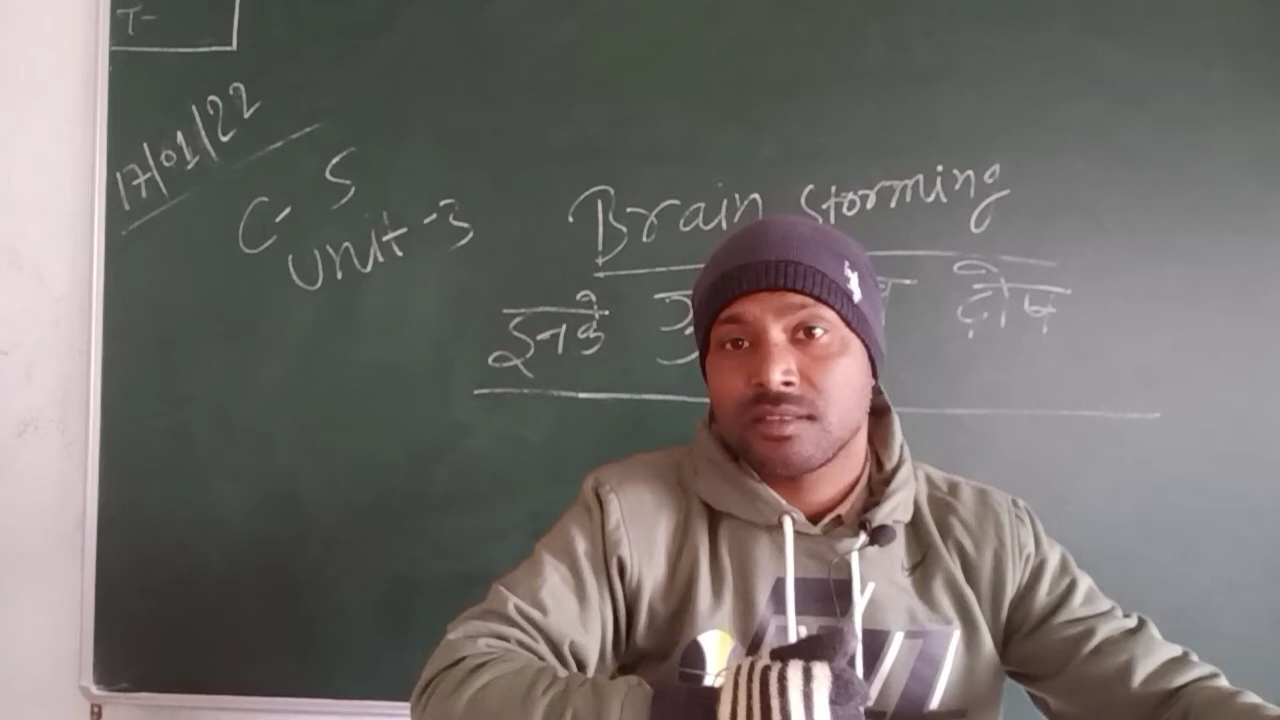 T-
17/01/22
C- S
Unit-3
Brain storming
इनके दोष